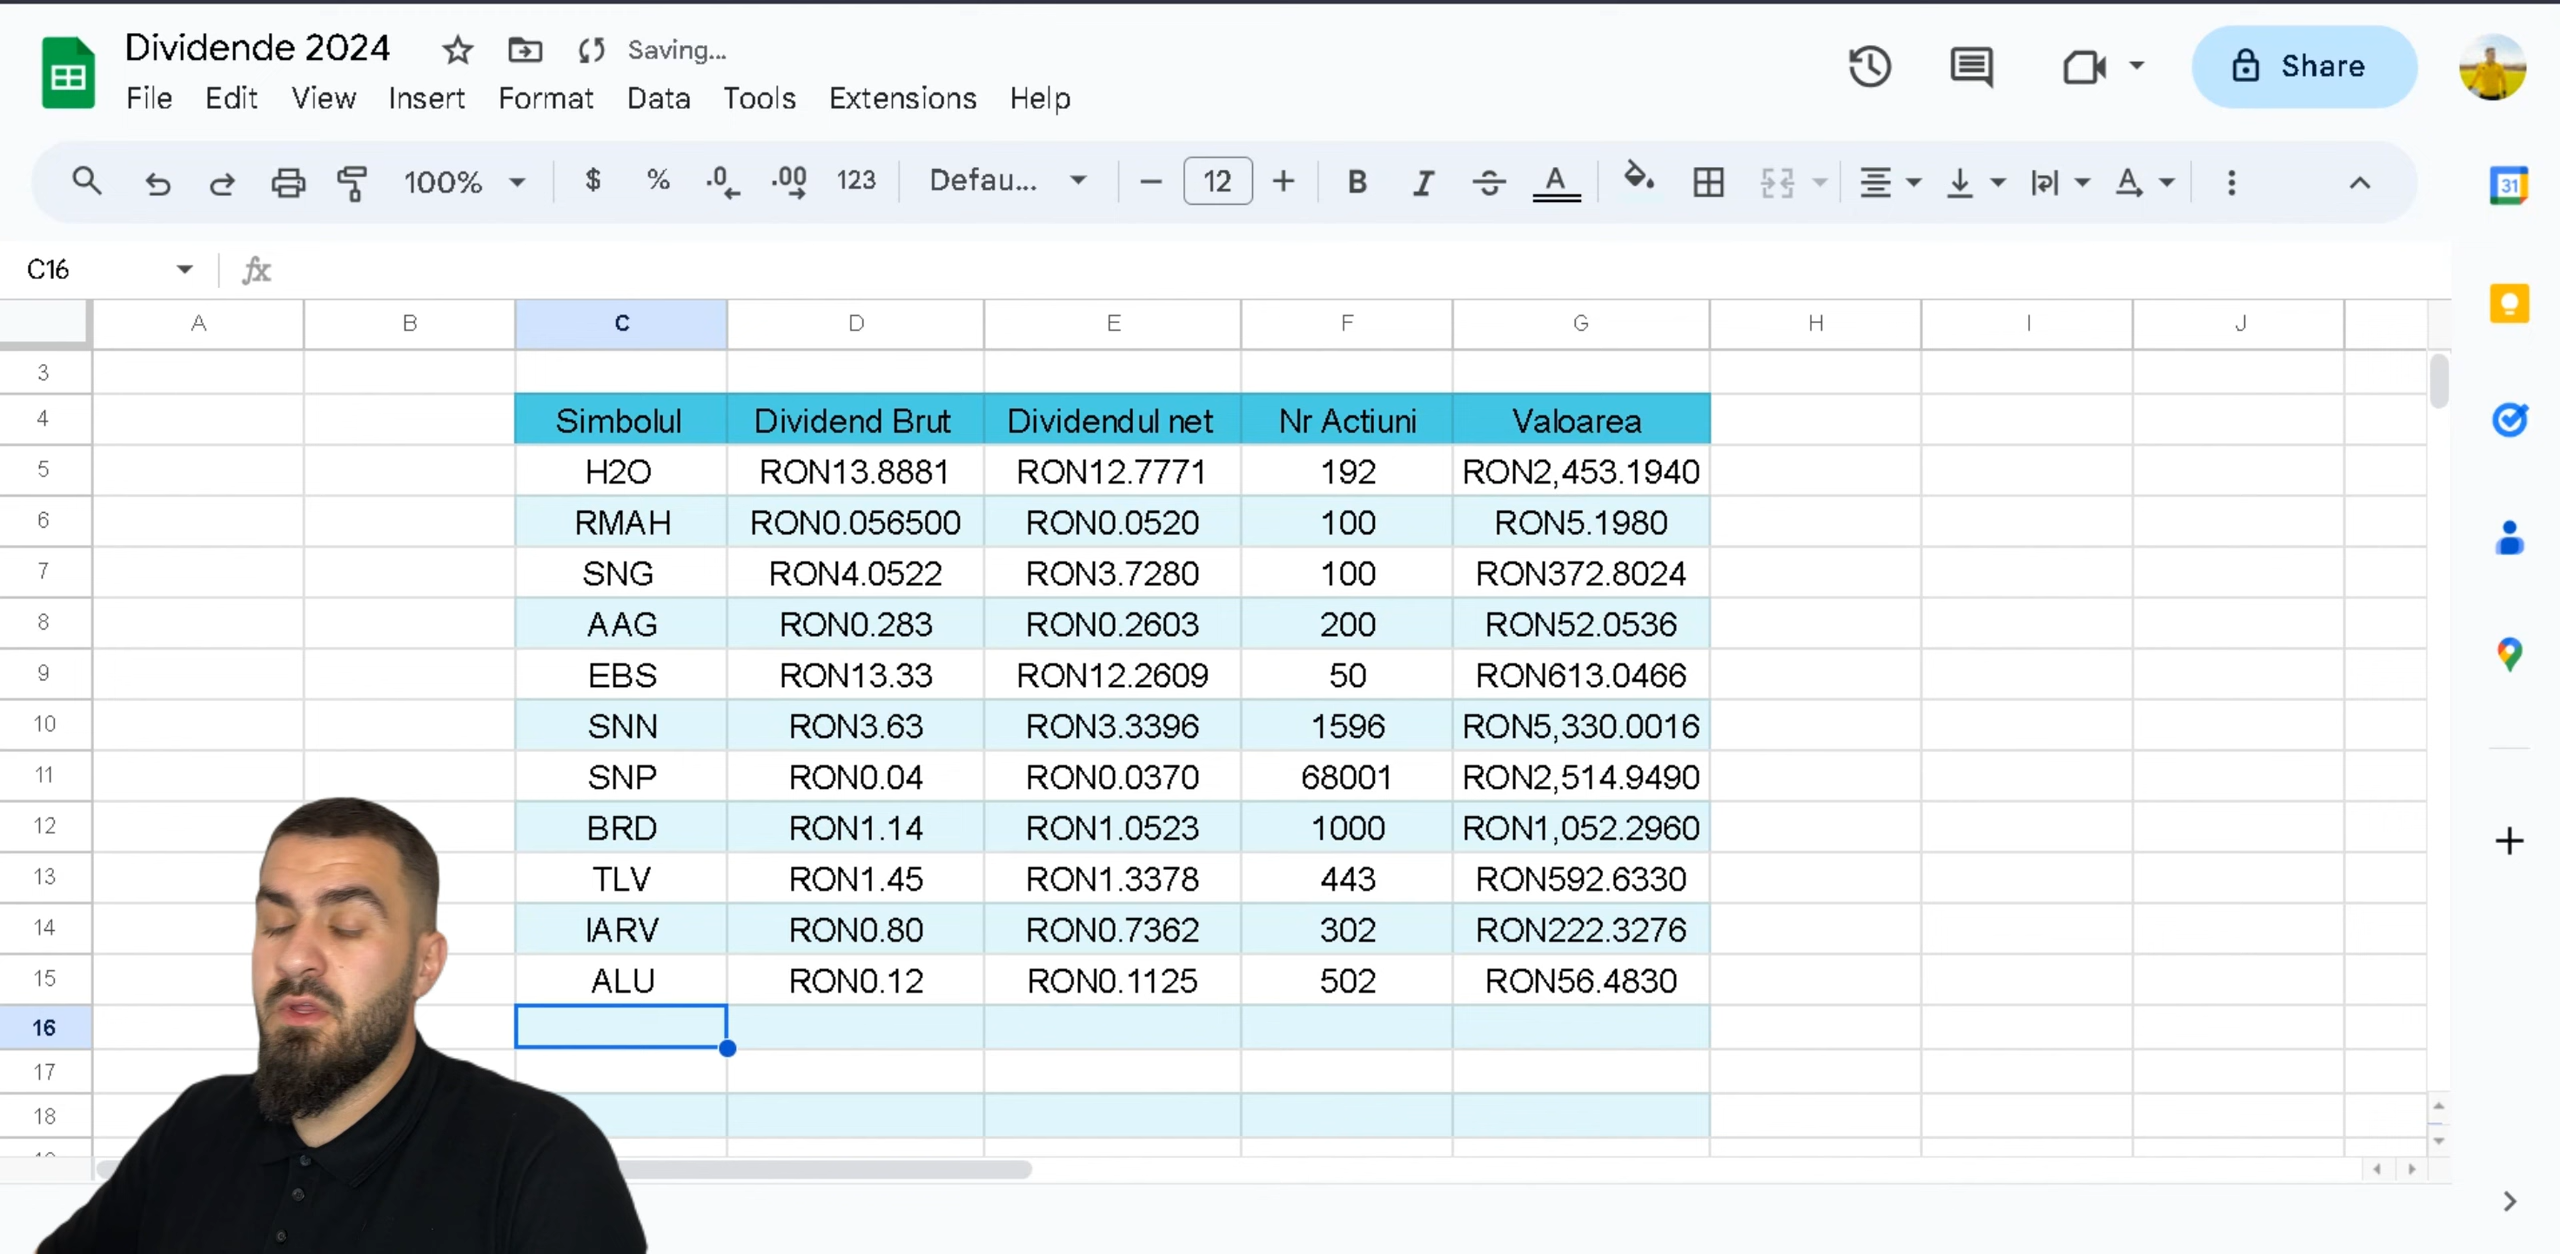 Dividende 2024 Saving...
File Edit View Insert Format Data Tools Extensions Help
Share
100% $ % .0 .00 123 Defau... 12 B I A A
31
C16 fx
A B C D E F G H I J
3
4 Simbolul Dividend Brut Dividendul net Nr Actiuni Valoarea
5 H2O RON13.8881 RON12.7771 192 RON2,453.1940
6 RMAH RON0.056500 RON0.0520 100 RON5.1980
7 SNG RON4.0522 RON3.7280 100 RON372.8024
8 AAG RON0.283 RON0.2603 200 RON52.0536
9 EBS RON13.33 RON12.2609 50 RON613.0466
10 SNN RON3.63 RON3.3396 1596 RON5,330.0016
11 SNP RON0.04 RON0.0370 68001 RON2,514.9490
12 BRD RON1.14 RON1.0523 1000 RON1,052.2960
13 TLV RON1.45 RON1.3378 443 RON592.6330
14 IARV RON0.80 RON0.7362 302 RON222.3276
15 ALU RON0.12 RON0.1125 502 RON56.4830
16
17
18